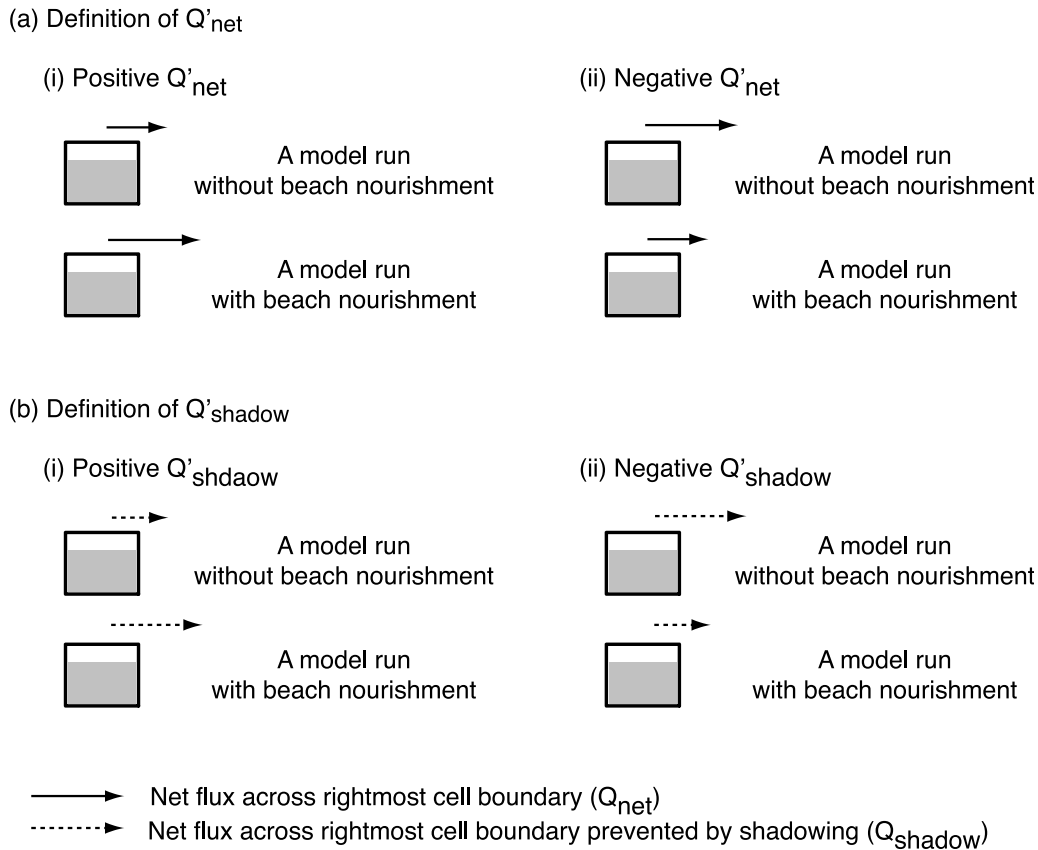 (a) Definition of Q'net
(i) Positive Q'net
A model run
without beach nourishment
A model run
with beach nourishment
(ii) Negative Q'net
A model run
without beach nourishment
A model run
with beach nourishment
(b) Definition of Q'shadow
(i) Positive Q'shdaow
A model run
without beach nourishment
A model run
with beach nourishment
(ii) Negative Q'shadow
A model run
without beach nourishment
A model run
with beach nourishment
Net flux across rightmost cell boundary (Qnet)
Net flux across rightmost cell boundary prevented by shadowing (Qshadow)